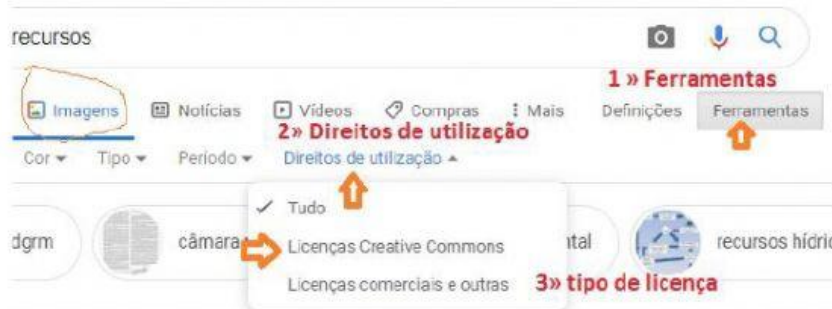 recursos
1 » Ferramentas
Imagens Notícias Vídeos Compras Mais Definições Ferramentas
2» Direitos de utilização
Cor Tipo Período Direitos de utilização
Tudo
dgrm câmara ntal recursos hídric
Licenças Creative Commons
Licenças comerciais e outras 3» tipo de licença